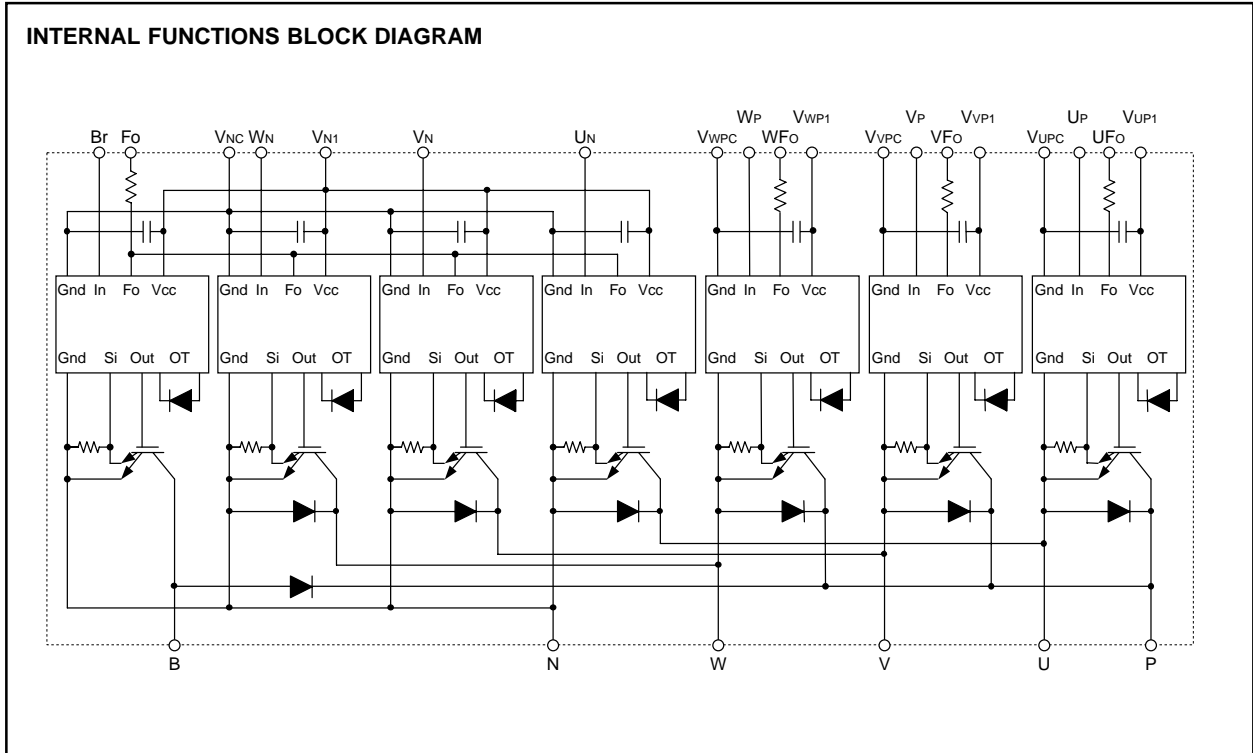 INTERNAL FUNCTIONS BLOCK DIAGRAM
WP VWP1 VP VVP1 UP VUP1
Br Fo VNC WN VN1 VN UN VWPC WFO VVPC VFO VUPC UFO
Gnd In Fo Vcc Gnd In Fo Vcc Gnd In Fo Vcc Gnd In Fo Vcc Gnd In Fo Vcc Gnd In Fo Vcc Gnd In Fo Vcc
Gnd Si Out OT Gnd Si Out OT Gnd Si Out OT Gnd Si Out OT Gnd Si Out OT Gnd Si Out OT Gnd Si Out OT
B N W V U P